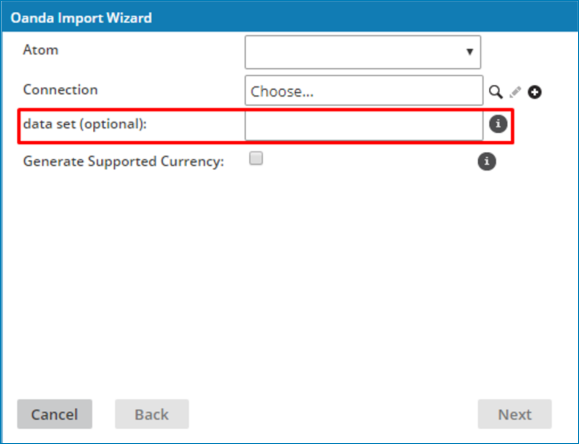 Oanda Import Wizard
Atom
Connection Choose...
data set (optional):
Generate Supported Currency:
Cancel Back Next